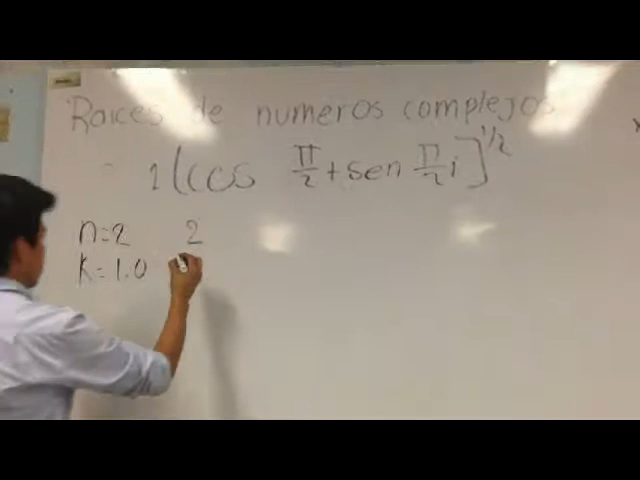 Raices de numeros complejos
1(cos π/2 + sen π/2 i]^1/2
n=2 2
K=1.0